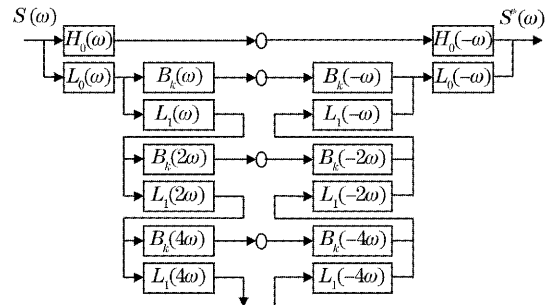 S(ω) S*(ω)
H₀(ω) H₀(-ω)
L₀(ω) L₀(-ω)
Bₖ(ω) Bₖ(-ω)
L₁(ω) L₁(-ω)
Bₖ(2ω) Bₖ(-2ω)
L₁(2ω) L₁(-2ω)
Bₖ(4ω) Bₖ(-4ω)
L₁(4ω) L₁(-4ω)